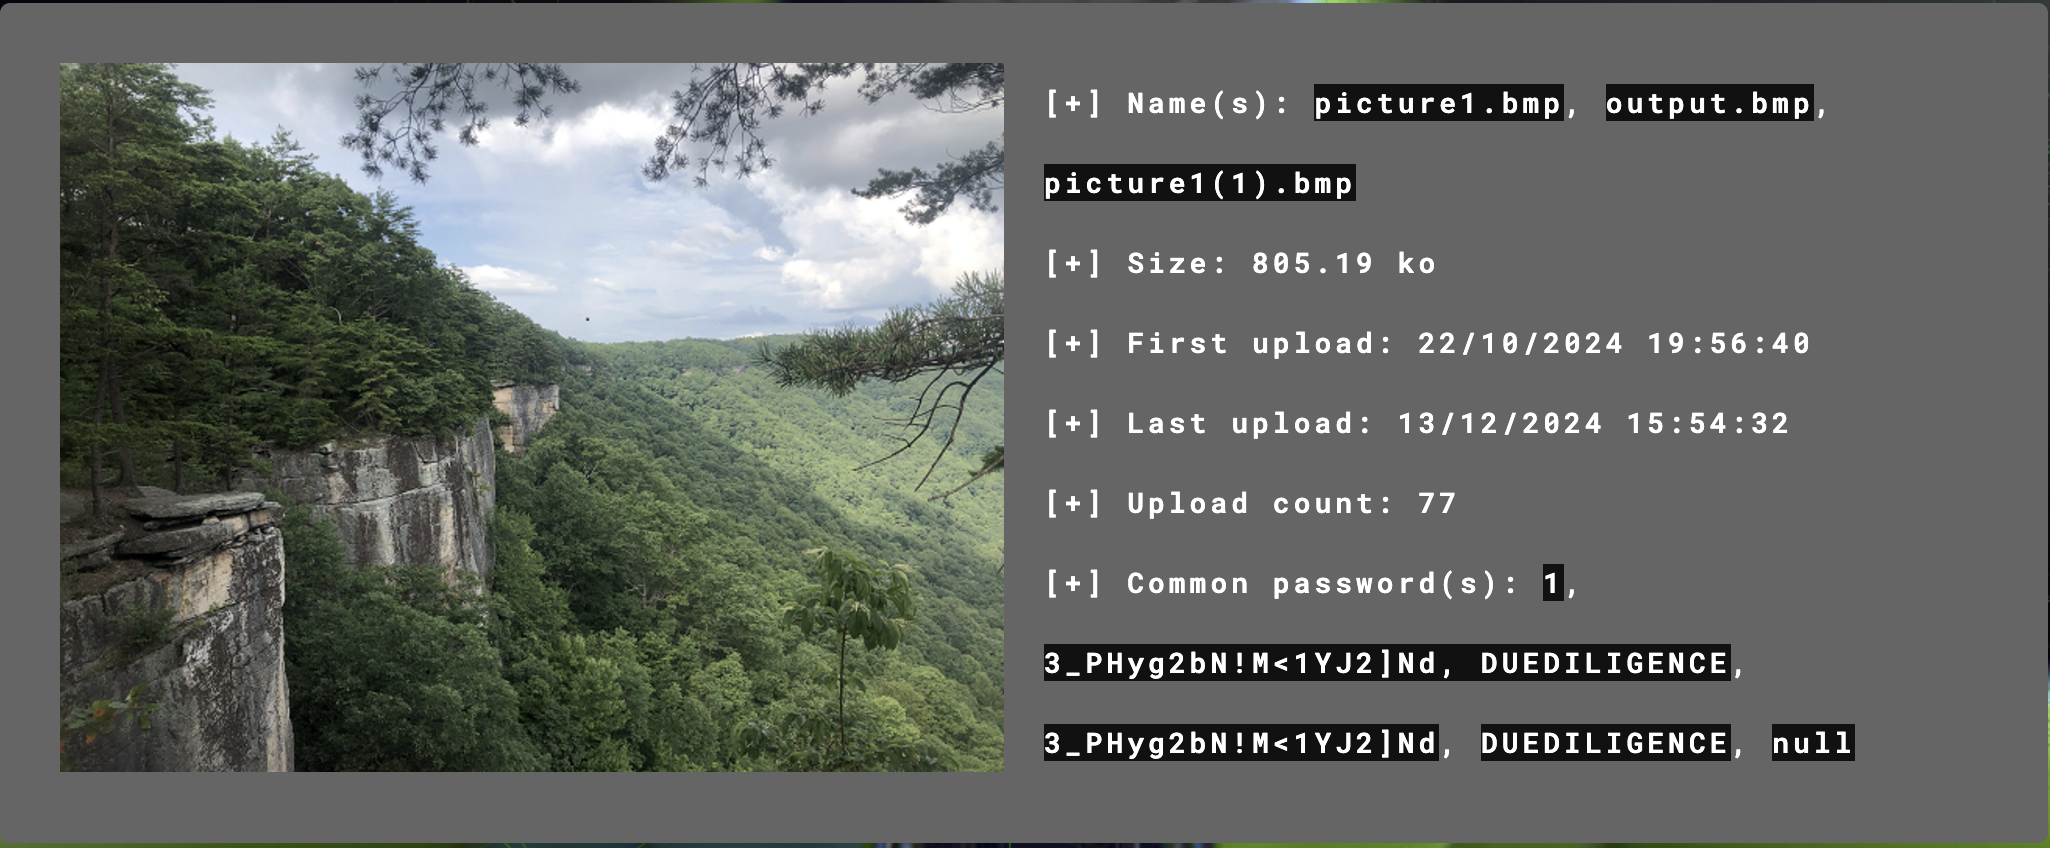 [+] Name(s): picture1.bmp, output.bmp,
picture1(1).bmp
[+] Size: 805.19 ko
[+] First upload: 22/10/2024 19:56:40
[+] Last upload: 13/12/2024 15:54:32
[+] Upload count: 77
[+] Common password(s): 1,
3_PHyg2bN!M<1YJ2]Nd, DUEDILIGENCE,
3_PHyg2bN!M<1YJ2]Nd, DUEDILIGENCE, null